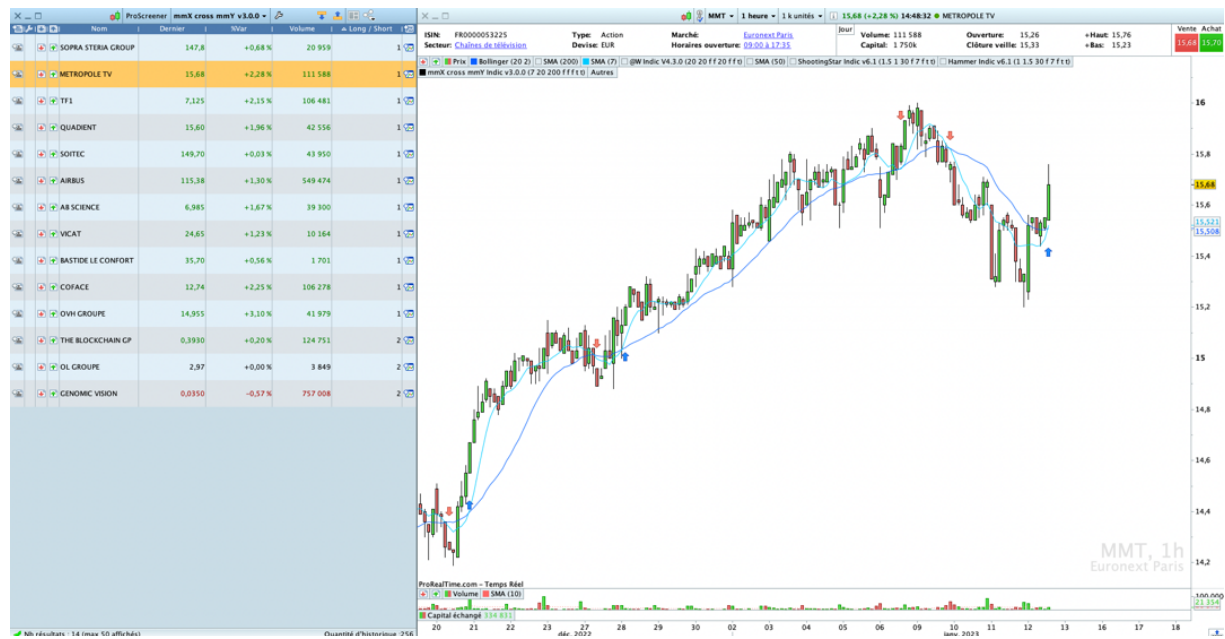 ProScreener mmX cross mmY v3.0.0
Nom Dernier %Var Volume Long / Short
SOPRA STERIA GROUP 147,8 +0,68 % 20 959 1
METROPOLE TV 15,68 +2,28 % 111 588 1
TF1 7,125 +2,15 % 106 481 1
QUADIENT 15,60 +1,96 % 42 556 1
SOITEC 149,70 +0,03 % 43 950 1
AIRBUS 115,38 +1,30 % 549 474 1
AB SCIENCE 6,985 +1,67 % 39 300 1
VICAT 24,65 +1,23 % 10 164 1
BASTIDE LE CONFORT 35,70 +0,56 % 1 701 1
COFACE 12,74 +2,25 % 106 278 1
OVH GROUPE 14,955 +3,10 % 41 979 1
THE BLOCKCHAIN GP 0,3930 +0,20 % 124 751 2
OL GROUPE 2,97 +0,00 % 3 849 2
GENOMIC VISION 0,0350 -0,57 % 757 008 2
Nb résultats : 14 (max 50 affichés) Quantité d'historique :256
MMT 1 heure 1 k unités 15,68 (+2,28 %) 14:48:32 METROPOLE TV
ISIN: FR0000053225 Type: Action Marché: Euronext Paris Jour Volume: 111 588 Ouverture: 15,26 +Haut: 15,76 Vente Achat
Secteur: Chaînes de télévision Devise: EUR Horaires ouverture: 09:00 à 17:35 Capital: 1 750k Clôture veille: 15,33 +Bas: 15,23 15,68 15,70
Prix Bollinger (20 2) SMA (200) SMA (7) @W Indic V4.3.0 (20 20 f f 20 f f t) SMA (50) ShootingStar Indic v6.1 (1.5 1 30 f 7 f t t) Hammer Indic v6.1 (1 1.5 30 f 7 f t t)
mmX cross mmY Indic v3.0.0 (7 20 200 f f f t t) Autres
16
15,8
15,68
15,6
15,521
15,508
15,4
15,2
15
14,8
14,6
14,4
14,2
MMT, 1h
Euronext Paris
ProRealTime.com - Temps Réel
Volume SMA (10)
100 000
21 354
Capital échangé 334 831
20 21 22 23 26 27 28 29 30 02 03 04 05 06 09 10 11 12 13 16 17 18
déc. 2022 janv. 2023